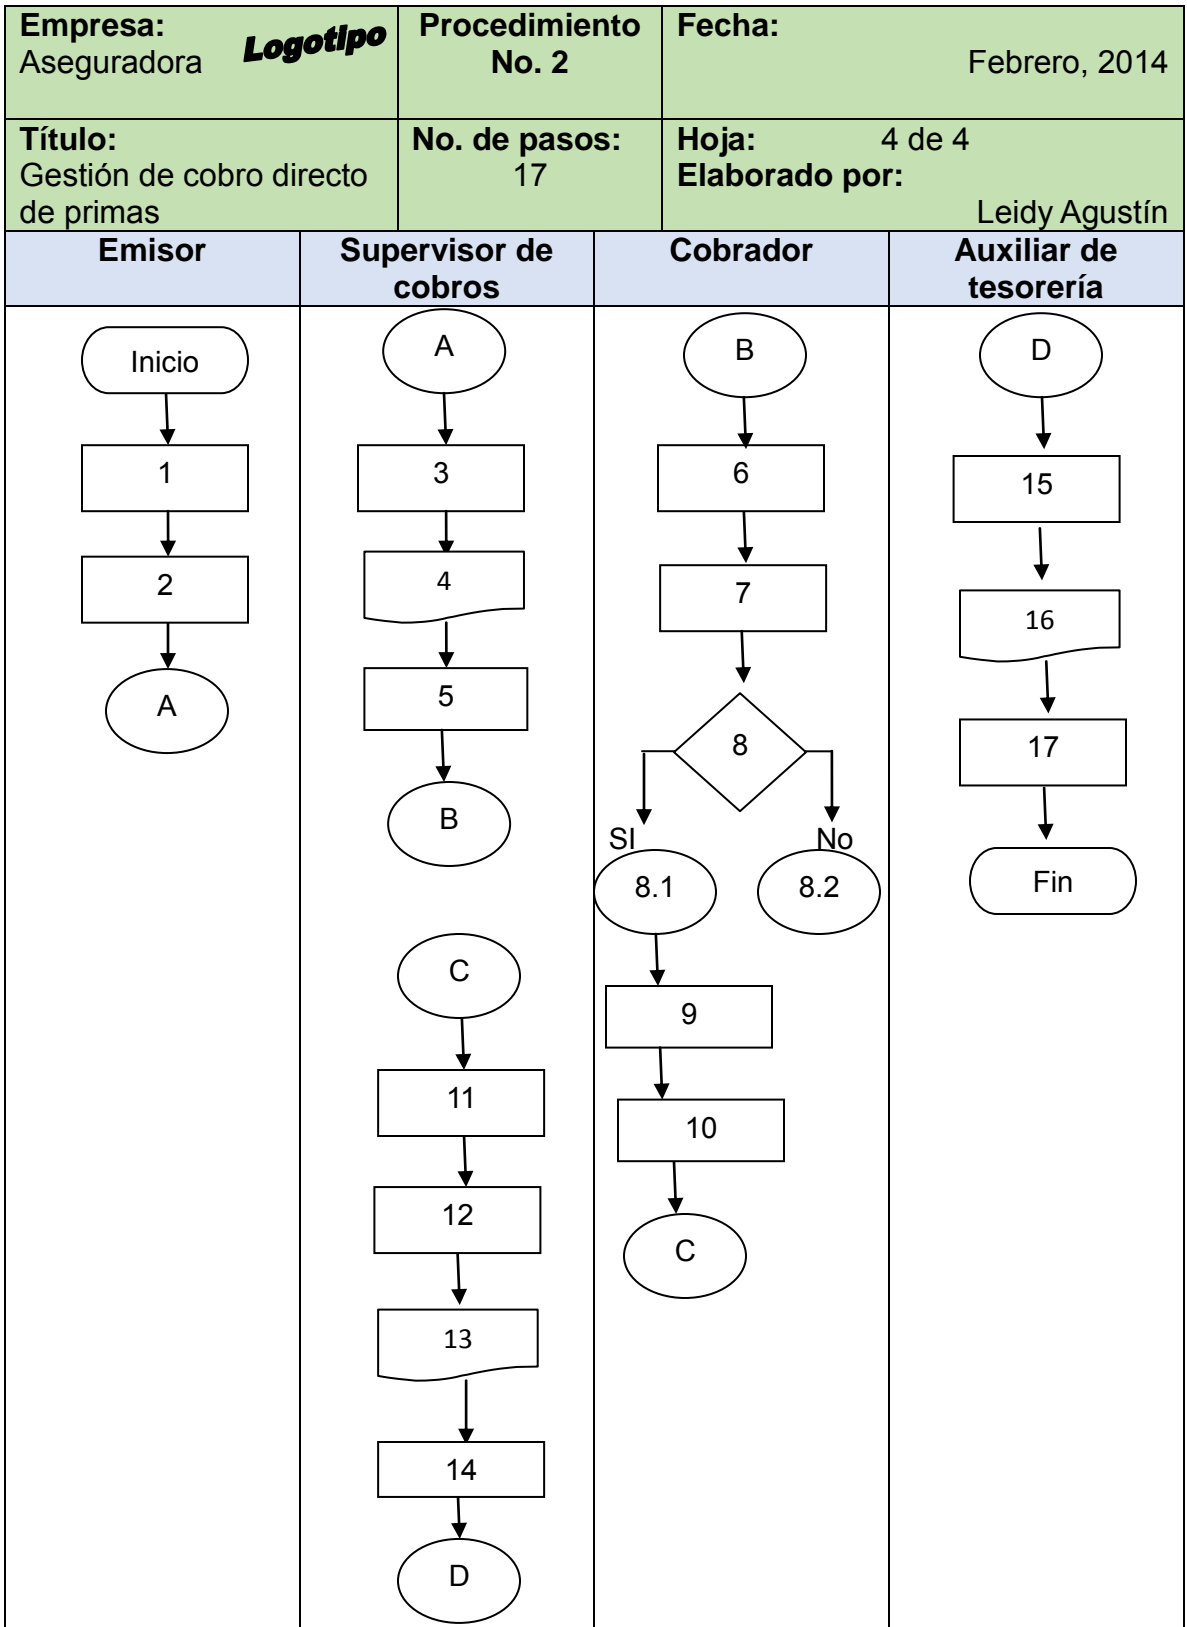 Empresa:
Aseguradora
Logotipo
Procedimiento
No. 2
Fecha:
Febrero, 2014
Título:
Gestión de cobro directo
de primas
No. de pasos:
17
Hoja: 4 de 4
Elaborado por:
Leidy Agustín
Emisor
Supervisor de
cobros
Cobrador
Auxiliar de
tesorería
Inicio
1
2
A
A
3
4
5
B
C
11
12
13
14
D
B
6
7
8
SI
No
8.1
8.2
9
10
C
D
15
16
17
Fin